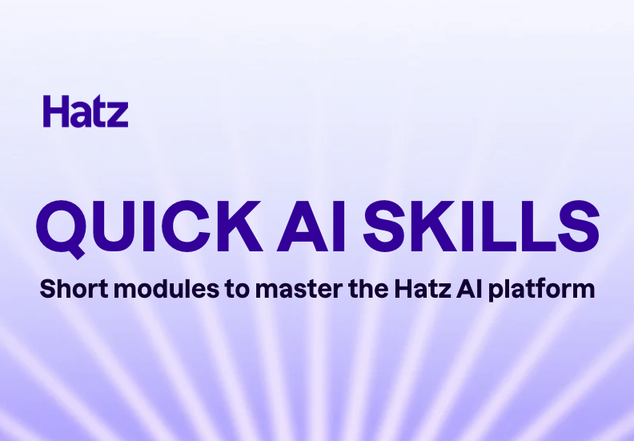 Hatz
QUICK AI SKILLS
Short modules to master the Hatz AI platform